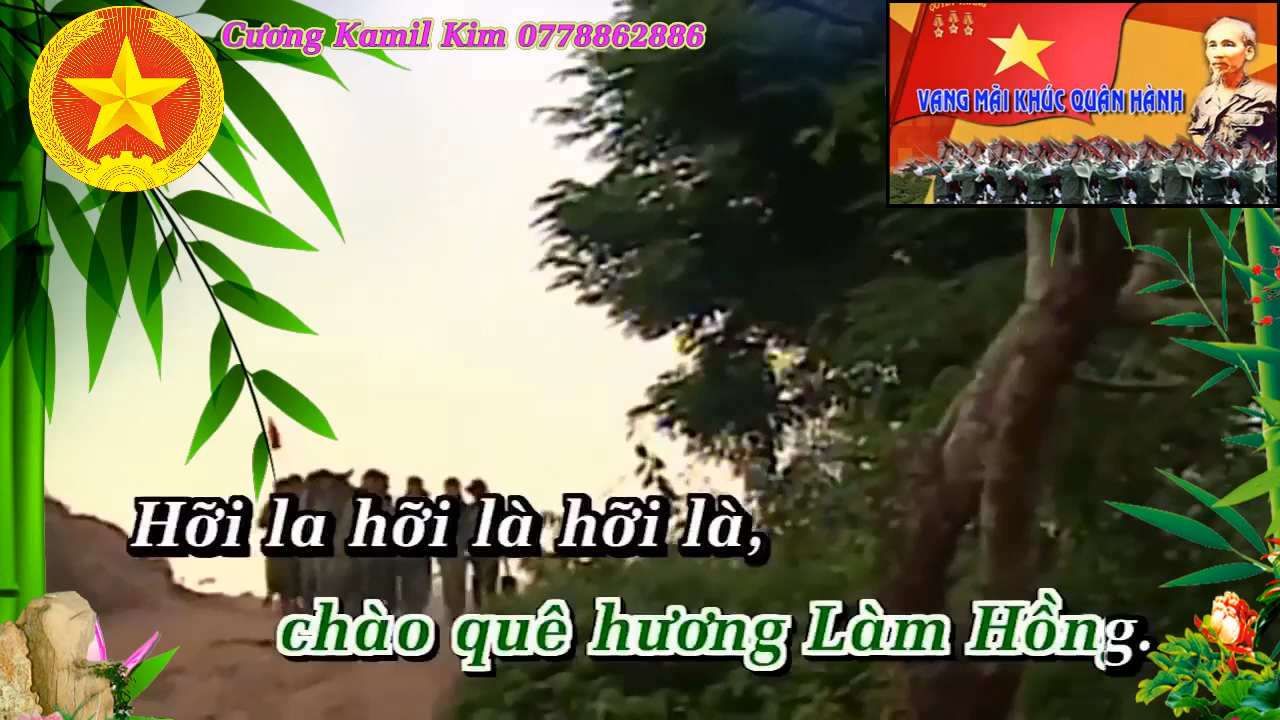 Cương Kamil Kim 0778862886
VANG MÃI KHÚC QUÂN HÀNH
Hỡi la hỡi là hỡi là,
chào quê hương Làm Hồng.